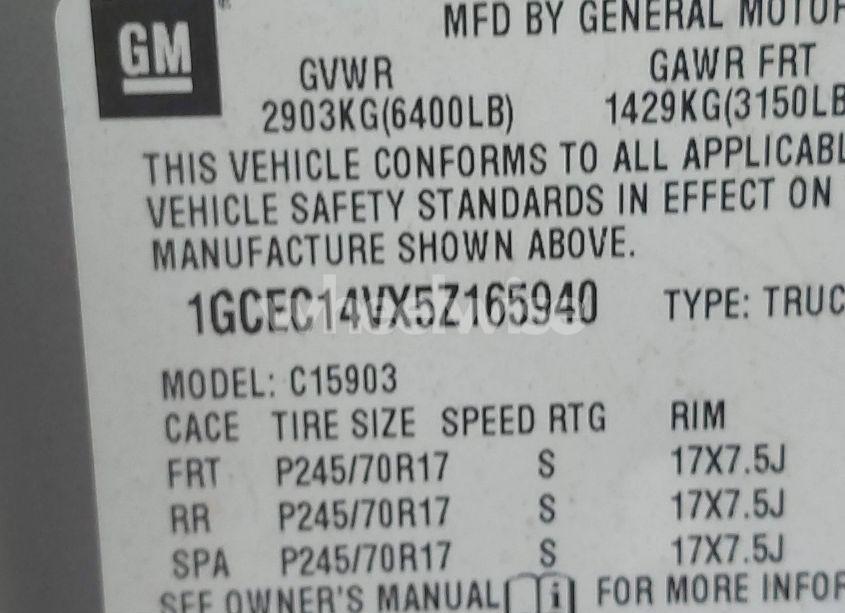 GM
MFD BY GENERAL MOTOR
GVWR GAWR FRT
2903KG(6400LB) 1429KG(3150LB
THIS VEHICLE CONFORMS TO ALL APPLICABL
VEHICLE SAFETY STANDARDS IN EFFECT ON
MANUFACTURE SHOWN ABOVE.
1GCEC14VX5Z165940 TYPE: TRUC
MODEL: C15903
CACE TIRE SIZE SPEED RTG RIM
FRT P245/70R17 S 17X7.5J
RR P245/70R17 S 17X7.5J
SPA P245/70R17 S 17X7.5J
SEE OWNER'S MANUAL i FOR MORE INFOR